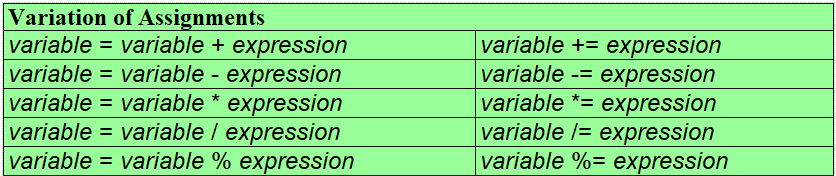 Variation of Assignments
variable = variable + expression variable += expression
variable = variable - expression variable -= expression
variable = variable * expression variable *= expression
variable = variable / expression variable /= expression
variable = variable % expression variable %= expression